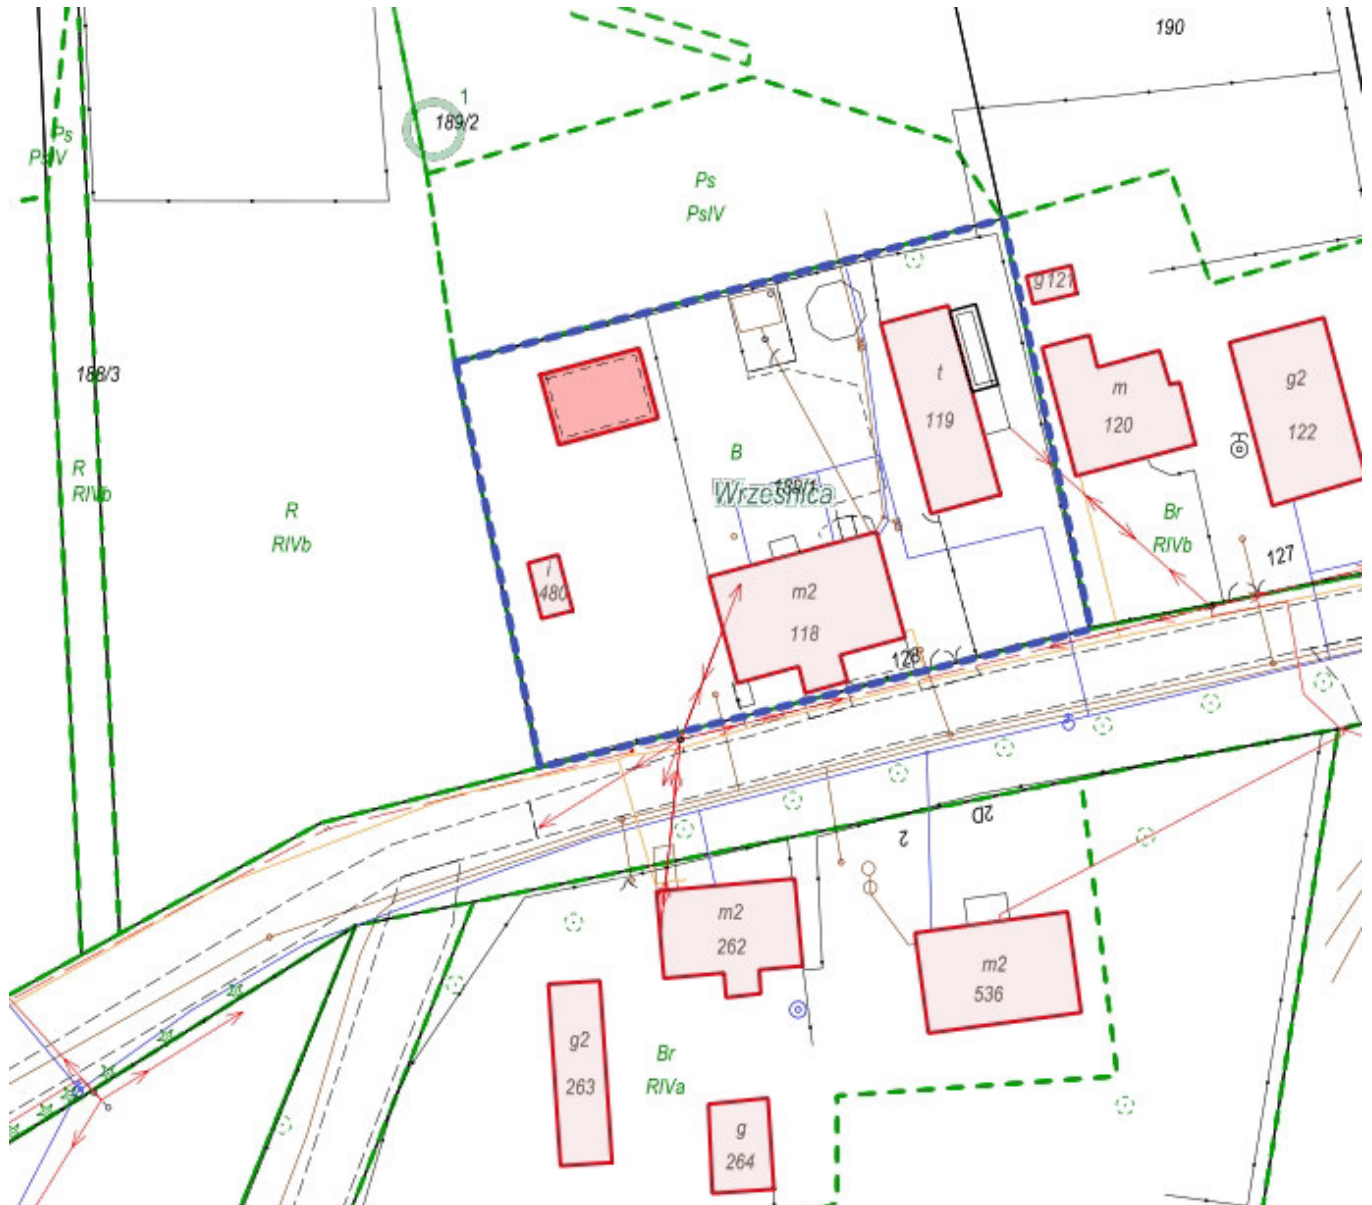 190
1
189/2
Ps
PsIV
Ps
PsIV
g121
188/3
m
120
g2
122
t
119
B
189/1
Wrześnica
R
RIVb
R
RIVb
Br
RIVb
127
i
480
m2
118
128
2
2D
m2
262
m2
536
g2
263
Br
RIVa
g
264